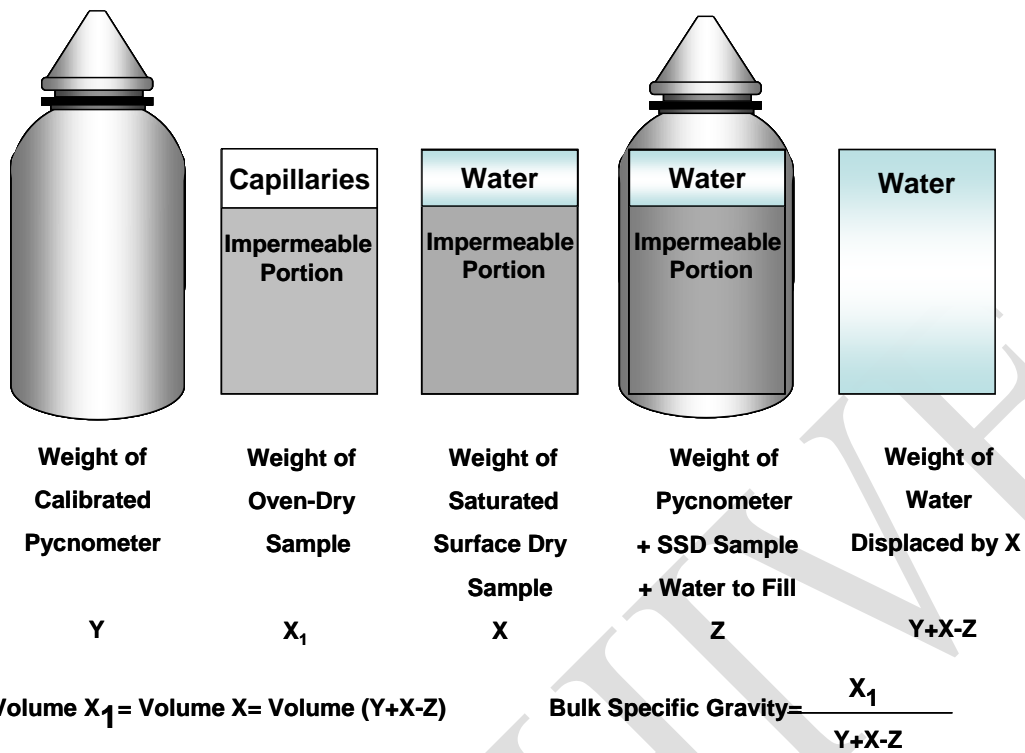 Capillaries
Impermeable
Portion
Water
Impermeable
Portion
Water
Impermeable
Portion
Water
Weight of
Calibrated
Pycnometer
Y
Weight of
Oven-Dry
Sample
X₁
Weight of
Saturated
Surface Dry
Sample
X
Weight of
Pycnometer
+ SSD Sample
+ Water to Fill
Z
Weight of
Water
Displaced by X
Y+X-Z
Volume X₁= Volume X= Volume (Y+X-Z)
Bulk Specific Gravity= X₁
Y+X-Z